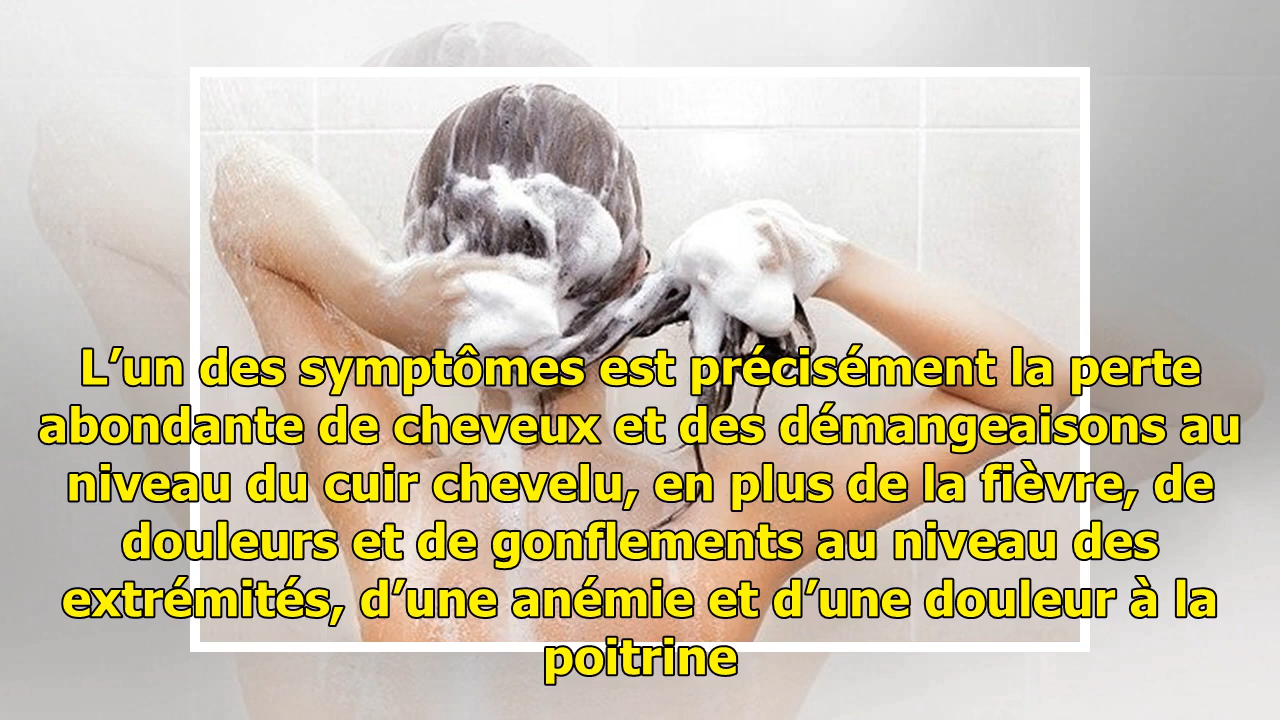 L’un des symptômes est précisément la perte
abondante de cheveux et des démangeaisons au
niveau du cuir chevelu, en plus de la fièvre, de
douleurs et de gonflements au niveau des
extrémités, d’une anémie et d’une douleur à la
poitrine